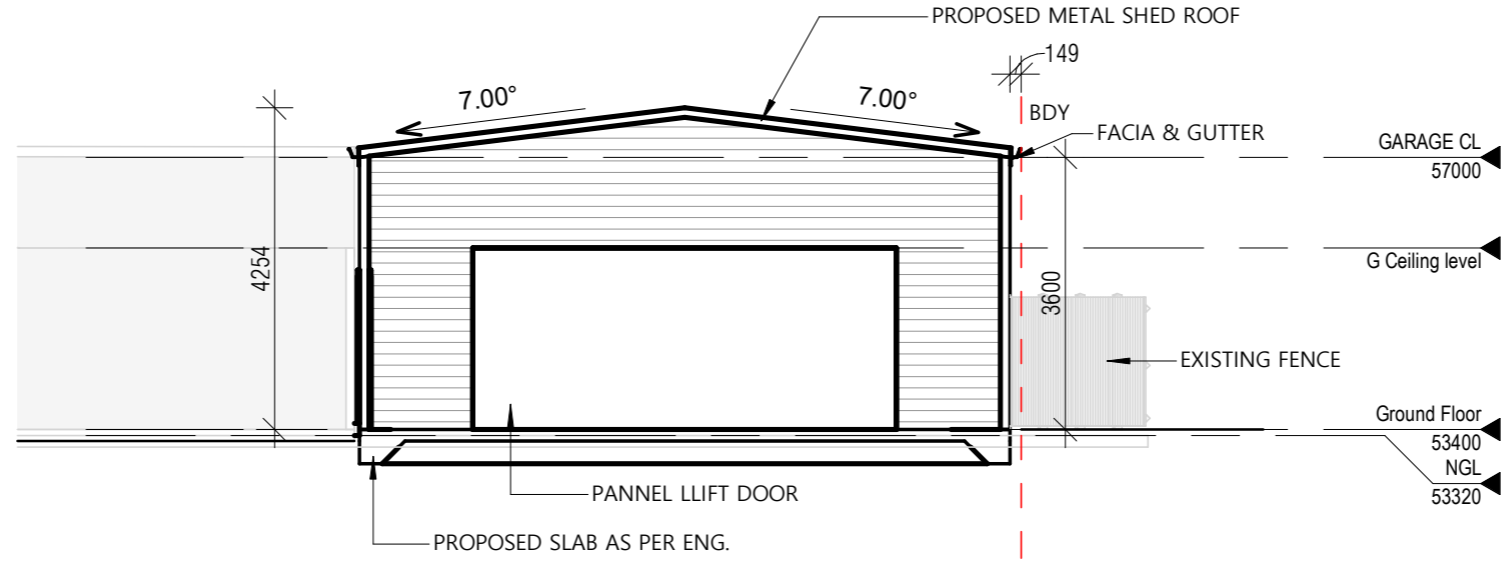 PROPOSED METAL SHED ROOF
149
7.00°
7.00°
BDY
FACIA & GUTTER
GARAGE CL
57000
4254
3600
G Ceiling level
EXISTING FENCE
Ground Floor
53400
NGL
53320
PANNEL LLIFT DOOR
PROPOSED SLAB AS PER ENG.